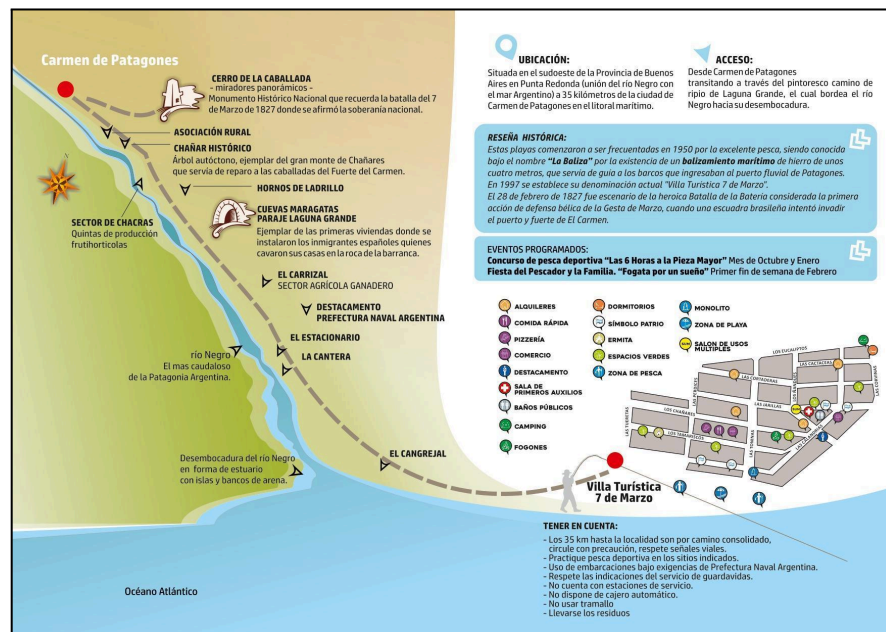 Carmen de Patagones
CERRO DE LA CABALLADA
- miradores panorámicos -
Monumento Histórico Nacional que recuerda la batalla del 7
de Marzo de 1827 donde se afirmó la soberanía nacional.
ASOCIACIÓN RURAL
CHAÑAR HISTÓRICO
Árbol autóctono, ejemplar del gran monte de Chañares
que servía de reparo a las caballadas del Fuerte del Carmen.
HORNOS DE LADRILLO
SECTOR DE CHACRAS
Quintas de producción
frutihorticolas
CUEVAS MARAGATAS
PARAJE LAGUNA GRANDE
Ejemplar de las primeras viviendas donde se
instalaron los inmigrantes españoles quienes
cavaron sus casas en la roca de la barranca.
EL CARRIZAL
SECTOR AGRÍCOLA GANADERO
DESTACAMENTO
PREFECTURA NAVAL ARGENTINA
EL ESTACIONARIO
LA CANTERA
río Negro
El mas caudaloso
de la Patagonia Argentina.
EL CANGREJAL
Desembocadura del río Negro
en forma de estuario
con islas y bancos de arena.
Villa Turística
7 de Marzo
Océano Atlántico
UBICACIÓN:
Situada en el sudoeste de la Provincia de Buenos
Aires en Punta Redonda (unión del río Negro con
el mar Argentino) a 35 kilómetros de la ciudad de
Carmen de Patagones en el litoral marítimo.
ACCESO:
Desde Carmen de Patagones
transitando a través del pintoresco camino de
ripio de Laguna Grande, el cual bordea el río
Negro hacia su desembocadura.
RESEÑA HISTÓRICA:
Estas playas comenzaron a ser frecuentadas en 1950 por la excelente pesca, siendo conocida
bajo el nombre "La Baliza" por la existencia de un balizamiento marítimo de hierro de unos
cuatro metros, que servía de guía a los barcos que ingresaban al puerto fluvial de Patagones.
En 1997 se establece su denominación actual "Villa Turística 7 de Marzo".
El 28 de febrero de 1827 fue escenario de la heroica Batalla de la Batería considerada la primera
acción de defensa bélica de la Gesta de Marzo, cuando una escuadra brasileña intentó invadir
el puerto y fuerte de El Carmen.
EVENTOS PROGRAMADOS:
Concurso de pesca deportiva "Las 6 Horas a la Pieza Mayor" Mes de Octubre y Enero
Fiesta del Pescador y la Familia. "Fogata por un sueño" Primer fin de semana de Febrero
ALQUILERES
COMIDA RÁPIDA
PIZZERÍA
COMERCIO
DESTACAMENTO
SALA DE
PRIMEROS AUXILIOS
BAÑOS PÚBLICOS
CAMPING
FOGONES
DORMITORIOS
SÍMBOLO PATRIO
ERMITA
ESPACIOS VERDES
ZONA DE PESCA
MONOLITO
ZONA DE PLAYA
SUM
SALON DE USOS
MÚLTIPLES
LOS EUCALIPTOS
LAS CACTACEAS
LAS CORTADERAS
LAS JARILLAS
LOS CHAÑARES
LOS TAMARISCOS
LAS TONINAS
SUM
TENER EN CUENTA:
- Los 35 km hasta la localidad son por camino consolidado,
circule con precaución, respete señales viales.
- Practique pesca deportiva en los sitios indicados.
- Uso de embarcaciones bajo exigencias de Prefectura Naval Argentina.
- Respete las indicaciones del servicio de guardavidas.
- No cuenta con estaciones de servicio.
- No dispone de cajero automático.
- No usar tramallo
- Llevarse los residuos